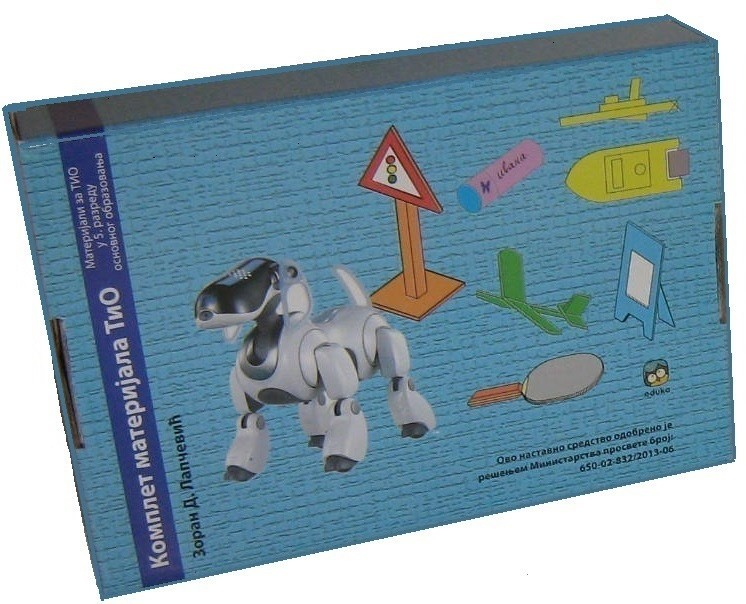 Комплет материјала ТиО
Материјали за ТИО
у 5. разреду
основног образовања
Зоран Д. Лапчевић
ивана
eduka
Ово наставно средство одобрено је
решењем Министарства просвете број:
650-02-832/2013-06